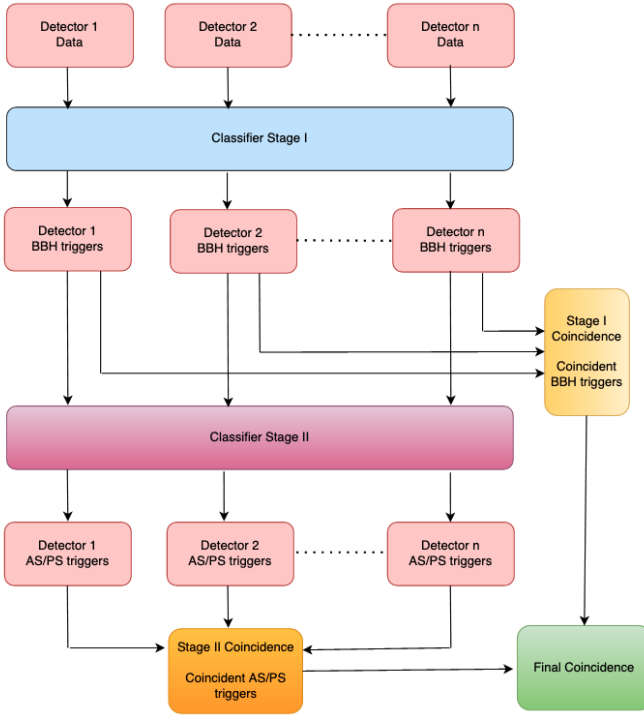 Detector 1
Data
Detector 2
Data
Detector n
Data
Classifier Stage I
Detector 1
BBH triggers
Detector 2
BBH triggers
Detector n
BBH triggers
Stage I
Coincidence
Coincident
BBH triggers
Classifier Stage II
Detector 1
AS/PS triggers
Detector 2
AS/PS triggers
Detector n
AS/PS triggers
Stage II Coincidence
Coincident AS/PS
triggers
Final Coincidence